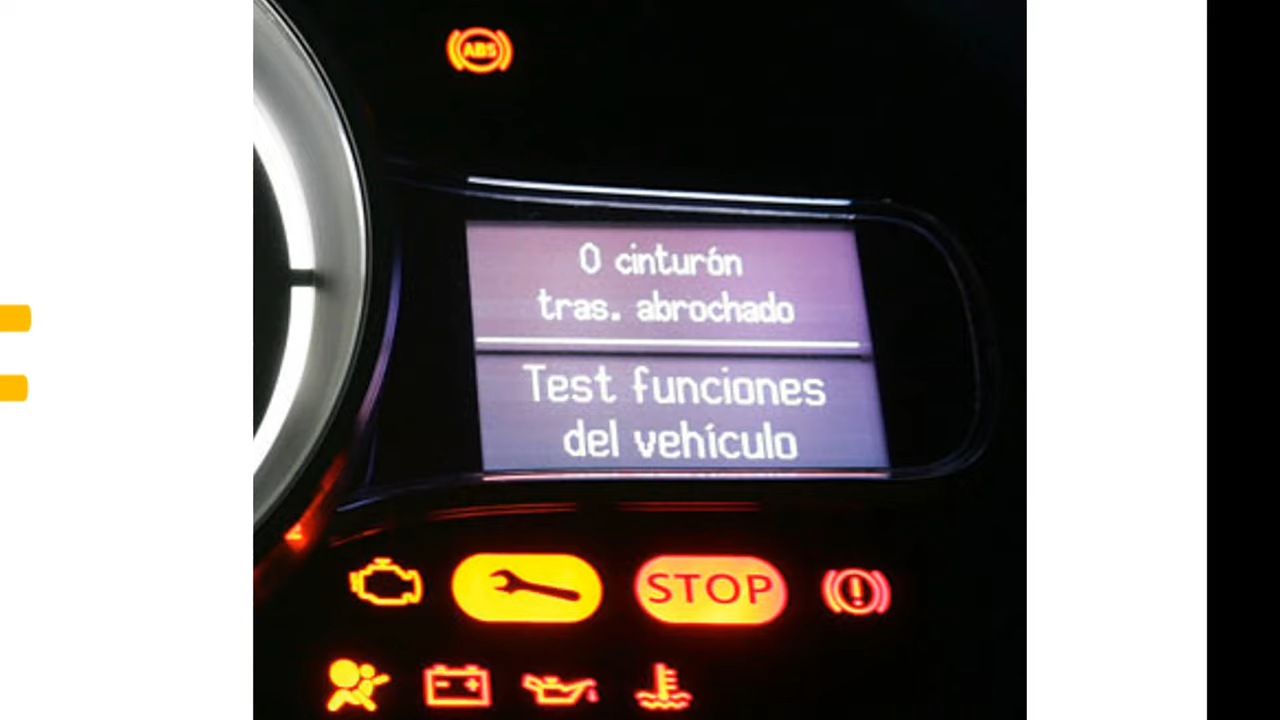 ABS
0 cinturón
tras. abrochado
Test funciones
del vehículo
STOP